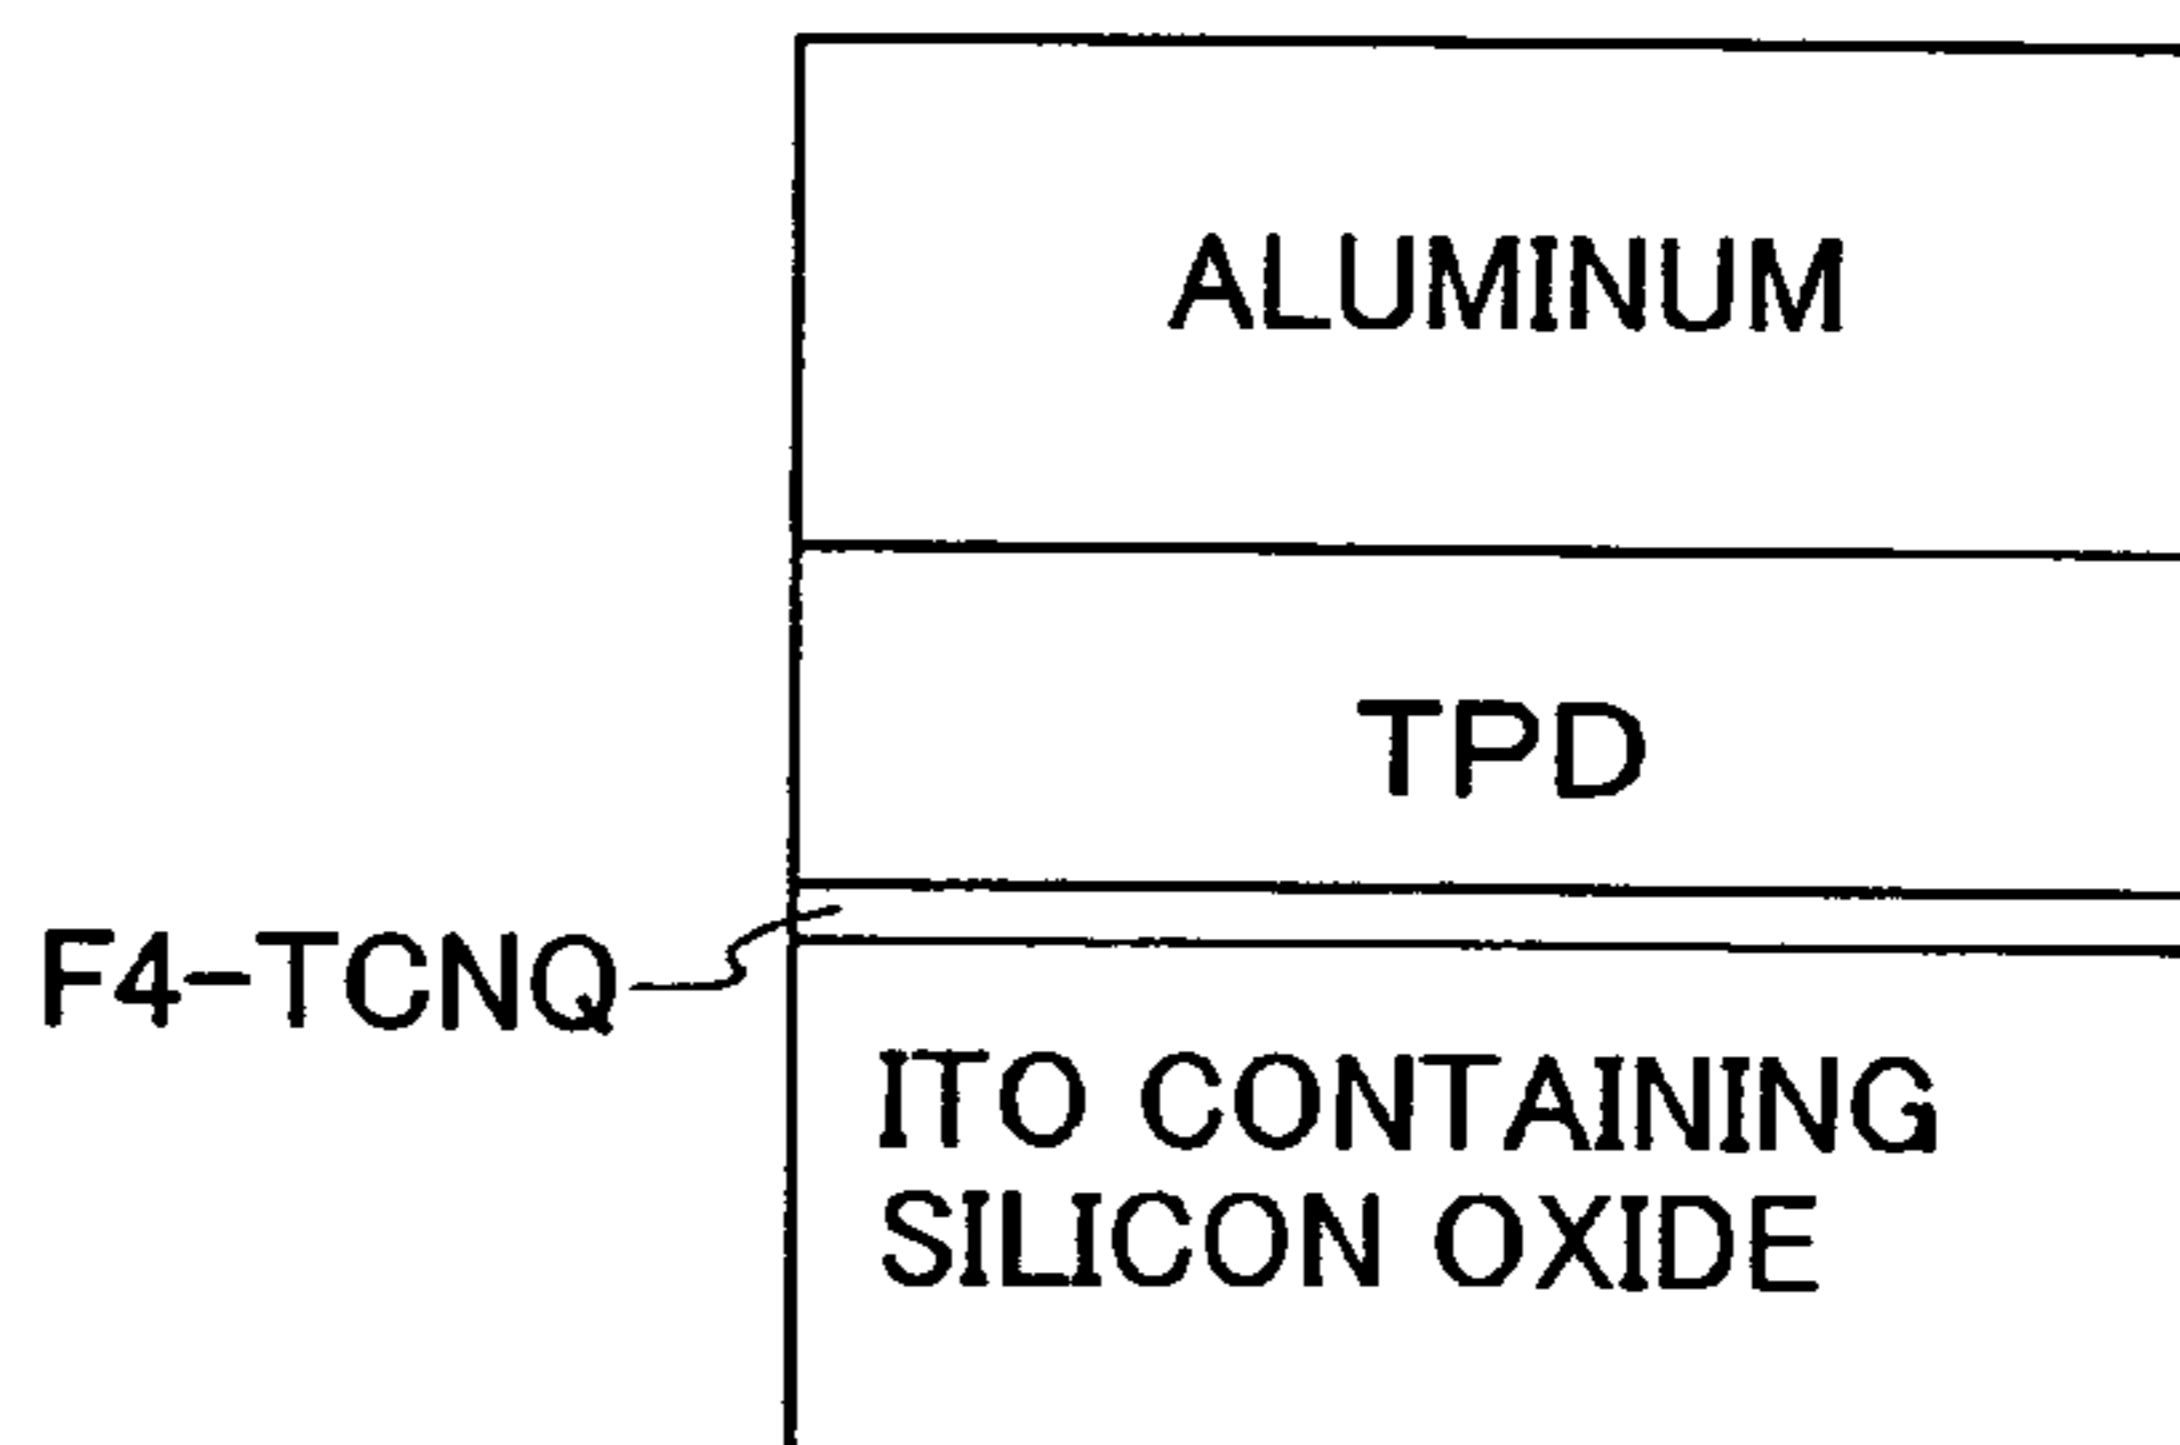 ALUMINUM
TPD
F4-TCNQ
ITO CONTAINING
SILICON OXIDE